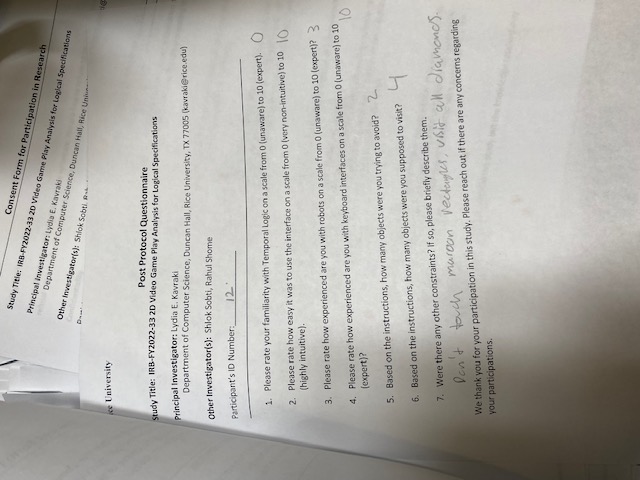 Consent Form for Participation in Research
Study Title: IRB-FY2022-33 2D Video Game Play Analysis for Logical Specifications
Principal Investigator: Lydia E. Kavraki
Department of Computer Science, Duncan Hall, Rice
Other Investigator(s): Shlok Sobti,
ice University
Post Protocol Questionnaire
Study Title: IRB-FY2022-33 2D Video Game Play Analysis for Logical Specifications
Principal Investigator: Lydia E. Kavraki
Department of Computer Science, Duncan Hall, Rice University, TX 77005 (kavraki@rice.edu)
Other Investigator(s): Shlok Sobti, Rahul Shome
Participant's ID Number: 12
1. Please rate your familiarity with Temporal Logic on a scale from 0 (unaware) to 10 (expert). 0
2. Please rate how easy it was to use the interface on a scale from 0 (very non-intuitive) to 10 10
(highly intuitive).
3. Please rate how experienced are you with robots on a scale from 0 (unaware) to 10 (expert)? 3
4. Please rate how experienced are you with keyboard interfaces on a scale from 0 (unaware) to 10 10
(expert)?
5. Based on the instructions, how many objects were you trying to avoid? 2
6. Based on the instructions, how many objects were you supposed to visit? 4
7. Were there any other constraints? If so, please briefly describe them.
Don't touch maroon rectangles, visit all diamonds.
We thank you for your participation in this study. Please reach out if there are any concerns regarding
your participations.